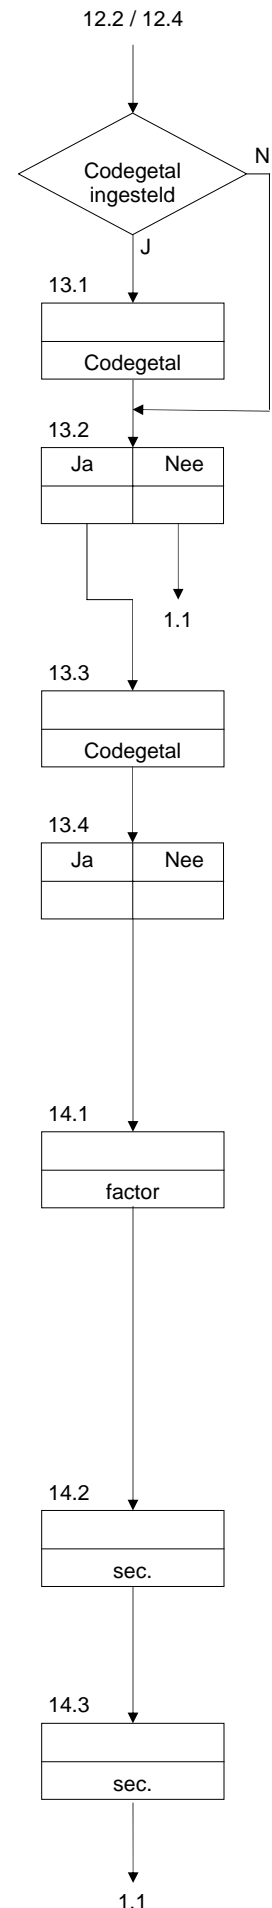 12.2 / 12.4
Codegetal
ingesteld
N
J
13.1
Codegetal
13.2
Ja Nee
1.1
13.3
Codegetal
13.4
Ja Nee
14.1
factor
14.2
sec.
14.3
sec.
1.1